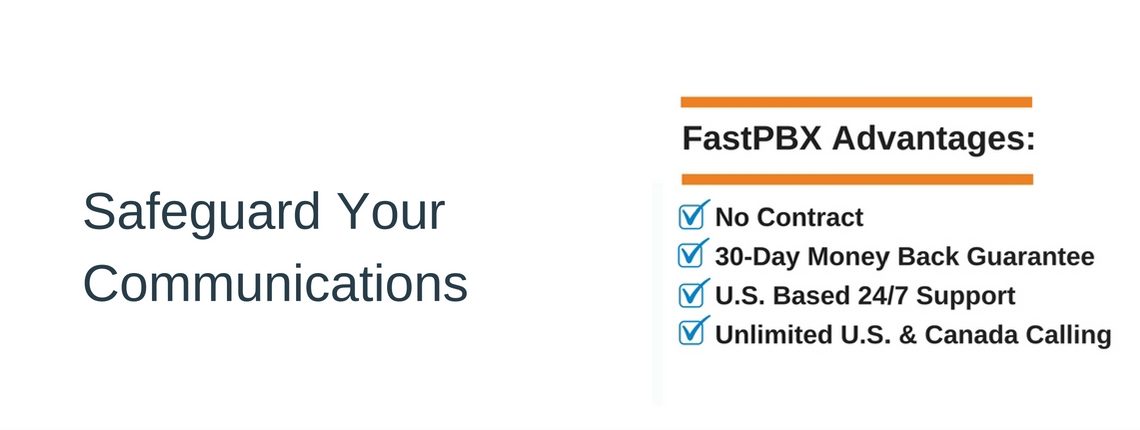 Safeguard Your
Communications
FastPBX Advantages:
No Contract
30-Day Money Back Guarantee
U.S. Based 24/7 Support
Unlimited U.S. & Canada Calling